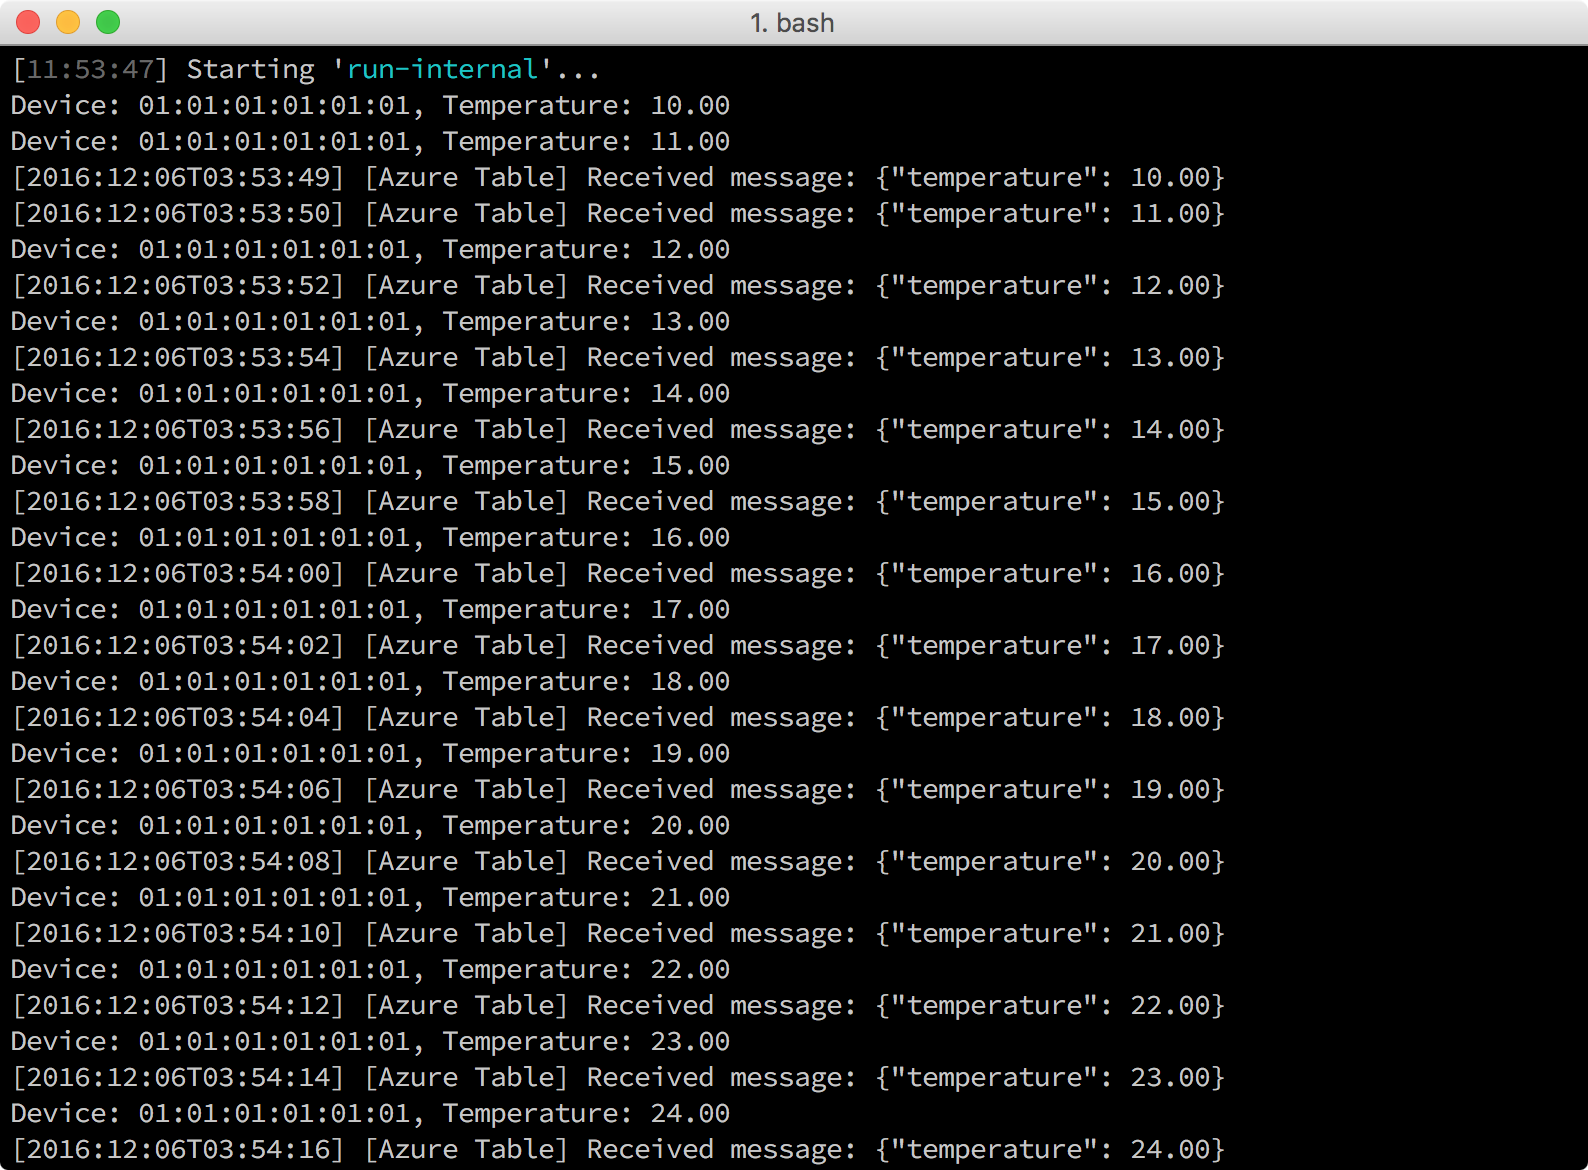 1. bash
[11:53:47] Starting 'run-internal'...
Device: 01:01:01:01:01:01, Temperature: 10.00
Device: 01:01:01:01:01:01, Temperature: 11.00
[2016:12:06T03:53:49] [Azure Table] Received message: {"temperature": 10.00}
[2016:12:06T03:53:50] [Azure Table] Received message: {"temperature": 11.00}
Device: 01:01:01:01:01:01, Temperature: 12.00
[2016:12:06T03:53:52] [Azure Table] Received message: {"temperature": 12.00}
Device: 01:01:01:01:01:01, Temperature: 13.00
[2016:12:06T03:53:54] [Azure Table] Received message: {"temperature": 13.00}
Device: 01:01:01:01:01:01, Temperature: 14.00
[2016:12:06T03:53:56] [Azure Table] Received message: {"temperature": 14.00}
Device: 01:01:01:01:01:01, Temperature: 15.00
[2016:12:06T03:53:58] [Azure Table] Received message: {"temperature": 15.00}
Device: 01:01:01:01:01:01, Temperature: 16.00
[2016:12:06T03:54:00] [Azure Table] Received message: {"temperature": 16.00}
Device: 01:01:01:01:01:01, Temperature: 17.00
[2016:12:06T03:54:02] [Azure Table] Received message: {"temperature": 17.00}
Device: 01:01:01:01:01:01, Temperature: 18.00
[2016:12:06T03:54:04] [Azure Table] Received message: {"temperature": 18.00}
Device: 01:01:01:01:01:01, Temperature: 19.00
[2016:12:06T03:54:06] [Azure Table] Received message: {"temperature": 19.00}
Device: 01:01:01:01:01:01, Temperature: 20.00
[2016:12:06T03:54:08] [Azure Table] Received message: {"temperature": 20.00}
Device: 01:01:01:01:01:01, Temperature: 21.00
[2016:12:06T03:54:10] [Azure Table] Received message: {"temperature": 21.00}
Device: 01:01:01:01:01:01, Temperature: 22.00
[2016:12:06T03:54:12] [Azure Table] Received message: {"temperature": 22.00}
Device: 01:01:01:01:01:01, Temperature: 23.00
[2016:12:06T03:54:14] [Azure Table] Received message: {"temperature": 23.00}
Device: 01:01:01:01:01:01, Temperature: 24.00
[2016:12:06T03:54:16] [Azure Table] Received message: {"temperature": 24.00}